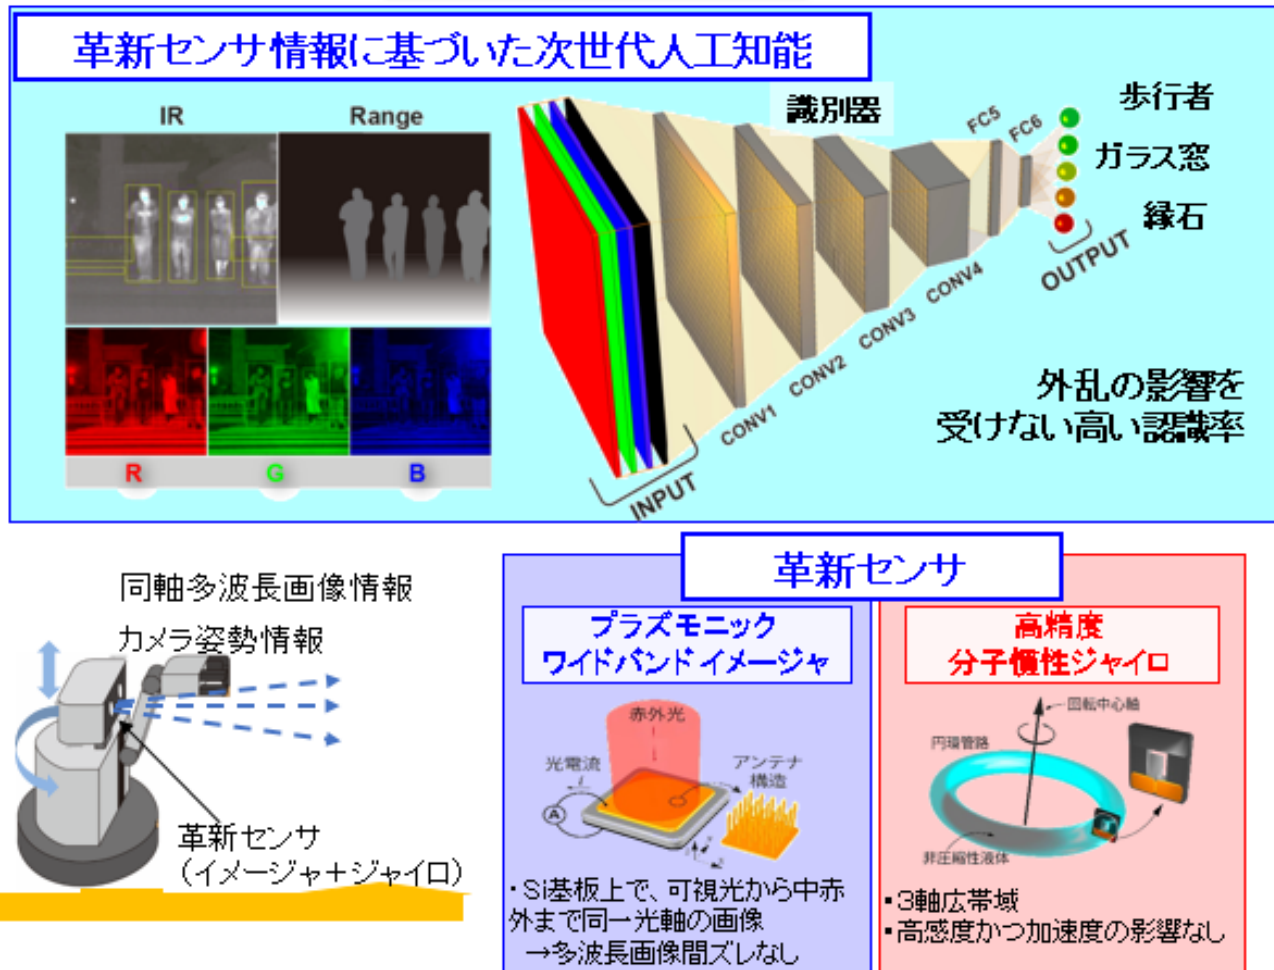 革新センサ情報に基づいた次世代人工知能
IR
Range
R
G
B
識別器
FC5
FC6
歩行者
ガラス窓
縁石
OUTPUT
CONV4
CONV3
CONV2
CONV1
INPUT
外乱の影響を
受けない高い認識率
同軸多波長画像情報
カメラ姿勢情報
革新センサ
(イメージャ+ジャイロ)
革新センサ
プラズモニック
ワイドバンドイメージャ
赤外光
光電流
i
A
アンテナ
構造
・Si基板上で、可視光から中赤
外まで同一光軸の画像
→多波長画像間ズレなし
高精度
分子慣性ジャイロ
回転中心軸
円環管路
非圧縮性液体
・3軸広帯域
・高感度かつ加速度の影響なし